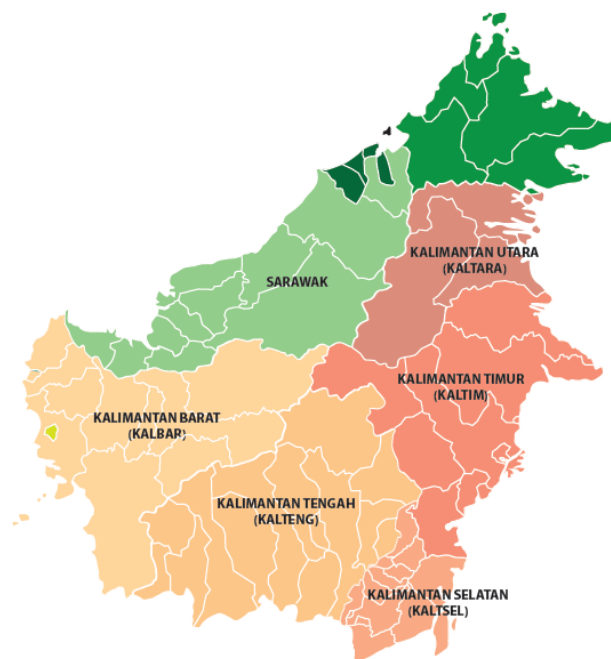 KALIMANTAN UTARA
(KALTARA)
SARAWAK
KALIMANTAN TIMUR
(KALTIM)
KALIMANTAN BARAT
(KALBAR)
KALIMANTAN TENGAH
(KALTENG)
KALIMANTAN SELATAN
(KALTSEL)